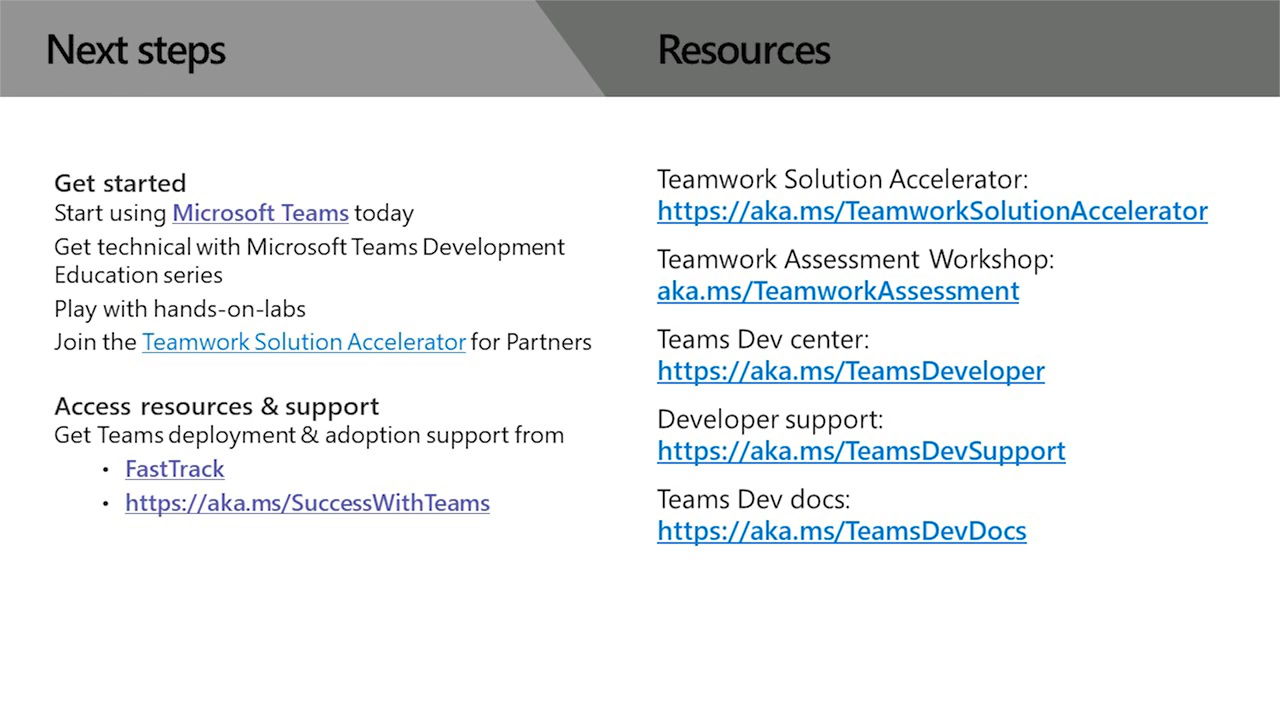 Next steps
Resources
Get started
Start using Microsoft Teams today
Get technical with Microsoft Teams Development
Education series
Play with hands-on-labs
Join the Teamwork Solution Accelerator for Partners
Access resources & support
Get Teams deployment & adoption support from
• FastTrack
• https://aka.ms/SuccessWithTeams
Teamwork Solution Accelerator:
https://aka.ms/TeamworkSolutionAccelerator
Teamwork Assessment Workshop:
aka.ms/TeamworkAssessment
Teams Dev center:
https://aka.ms/TeamsDeveloper
Developer support:
https://aka.ms/TeamsDevSupport
Teams Dev docs:
https://aka.ms/TeamsDevDocs